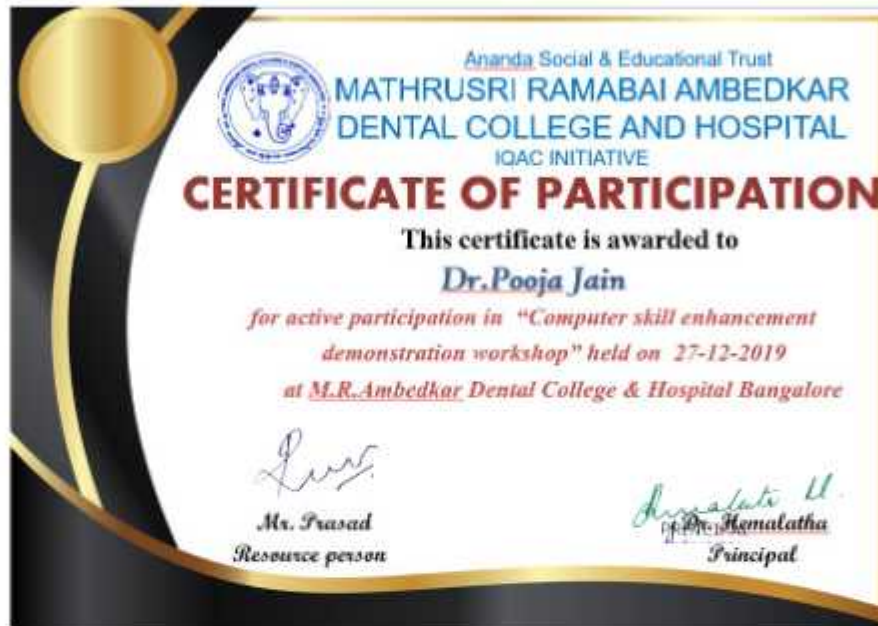 Ananda Social & Educational Trust
MATHRUSRI RAMABAI AMBEDKAR
DENTAL COLLEGE AND HOSPITAL
IQAC INITIATIVE
CERTIFICATE OF PARTICIPATION
This certificate is awarded to
Dr.Pooja Jain
for active participation in "Computer skill enhancement
demonstration workshop" held on 27-12-2019
at M.R.Ambedkar Dental College & Hospital Bangalore
Mr. Prasad
Resource person
Dr. Hemalatha
Principal